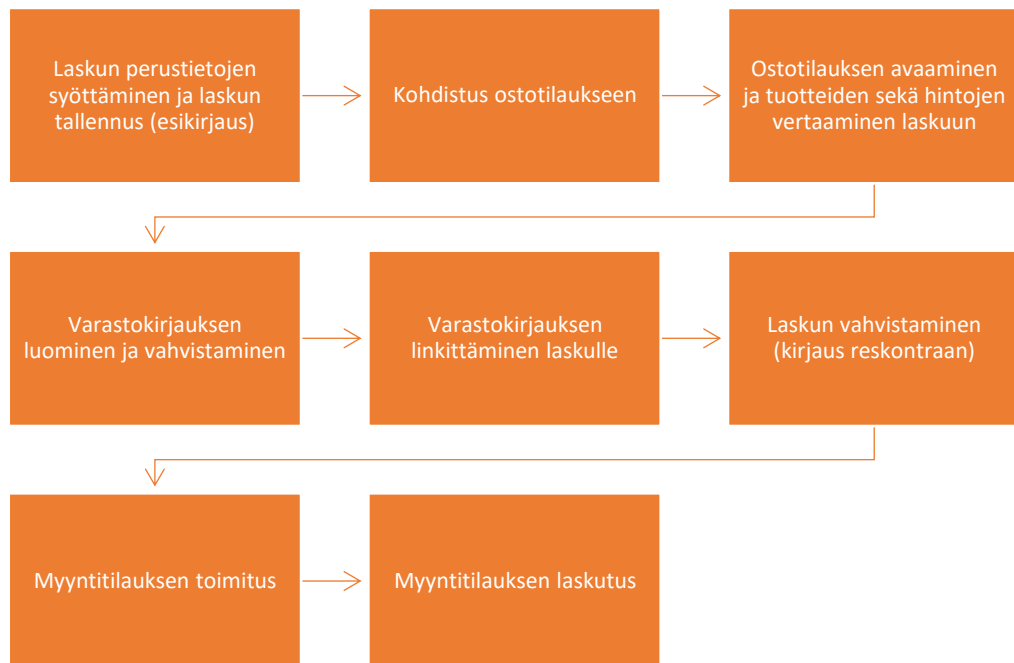 Laskun perustietojen
syöttäminen ja laskun
tallennus (esikirjaus)
Kohdistus ostotilaukseen
Ostotilauksen avaaminen
ja tuotteiden sekä hintojen
vertaaminen laskuun
Varastokirjauksen
luominen ja vahvistaminen
Varastokirjauksen
linkittäminen laskulle
Laskun vahvistaminen
(kirjaus reskontraan)
Myyntitilauksen toimitus
Myyntitilauksen laskutus